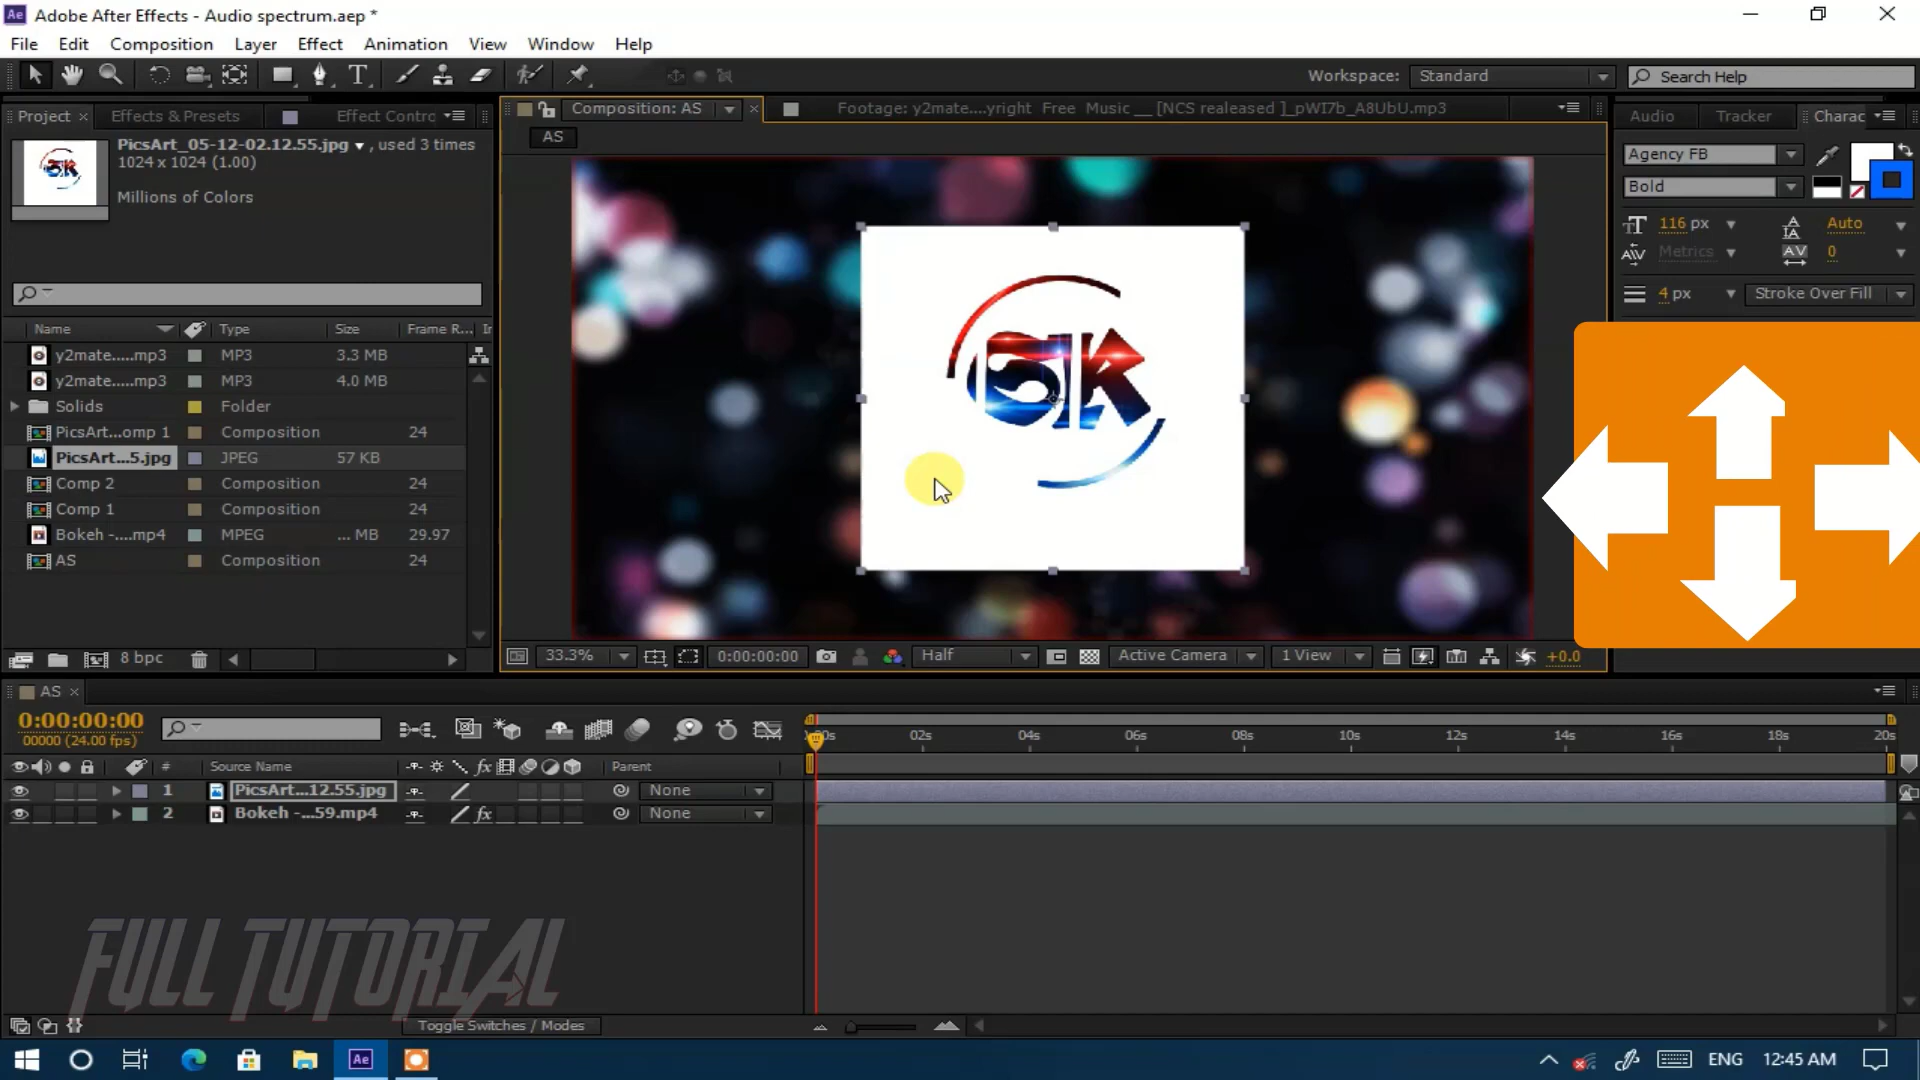 Adobe After Effects - Audio spectrum.aep *
File Edit Composition Layer Effect Animation View Window Help
Workspace: Standard Search Help
Project × Effects & Presets Effect Contro
Composition: AS × Footage: y2mate....yright Free Music __ [NCS realeased ]_pWI7b_A8UbU.mp3
Audio Tracker Charac
AS
PicsArt_05-12-02.12.55.jpg , used 3 times
1024 x 1024 (1.00)
Millions of Colors
Agency FB
Bold
116 px Auto
Metrics 0
4 px Stroke Over Fill
Name Type Size Frame R... In
y2mate.....mp3 MP3 3.3 MB
y2mate.....mp3 MP3 4.0 MB
Solids Folder
PicsArt...omp 1 Composition 24
PicsArt...5.jpg JPEG 57 KB
Comp 2 Composition 24
Comp 1 Composition 24
Bokeh -....mp4 MPEG ... MB 29.97
AS Composition 24
SK
8 bpc
33.3% 0:00:00:00 Half Active Camera 1 View +0.0
AS ×
0:00:00:00
00000 (24.00 fps)
02s 04s 06s 08s 10s 12s 14s 16s 18s 20s
# Source Name fx Parent
1 PicsArt...12.55.jpg None
2 Bokeh -...59.mp4 fx None
FULL TUTORIAL
Toggle Switches / Modes
Ae ENG 12:45 AM